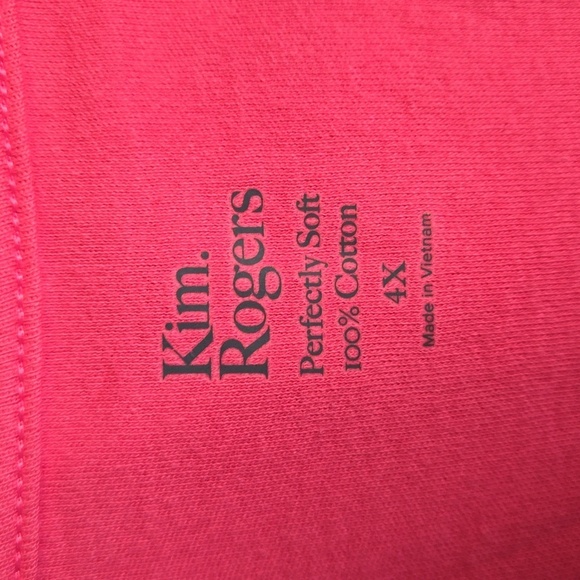 Kim.
Rogers
Perfectly Soft
100% Cotton
4X
Made in Vietnam